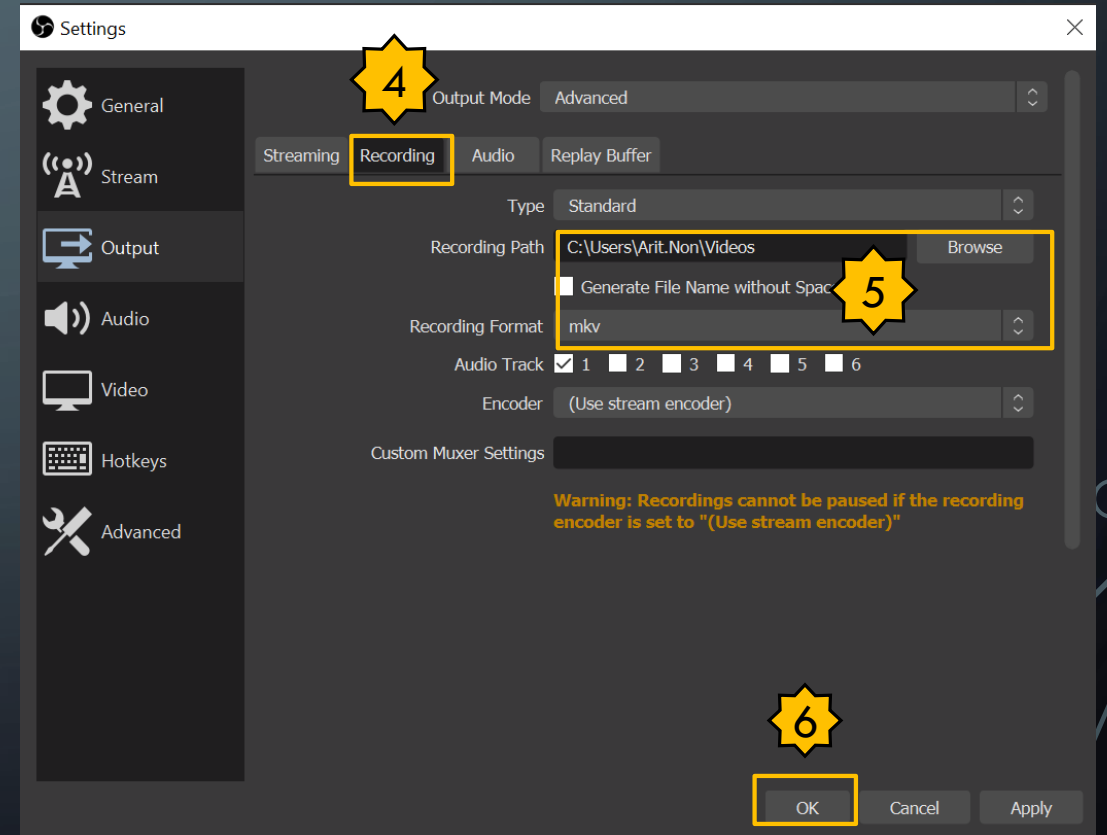 Settings
4
Output Mode Advanced
General
Streaming Recording Audio Replay Buffer
Stream
Type Standard
Output
Recording Path C:\Users\Arit.Non\Videos Browse
Generate File Name without Spac
5
Audio
Recording Format mkv
Audio Track 1 2 3 4 5 6
Video
Encoder (Use stream encoder)
Custom Muxer Settings
Hotkeys
Warning: Recordings cannot be paused if the recording
encoder is set to "(Use stream encoder)"
Advanced
6
OK Cancel Apply